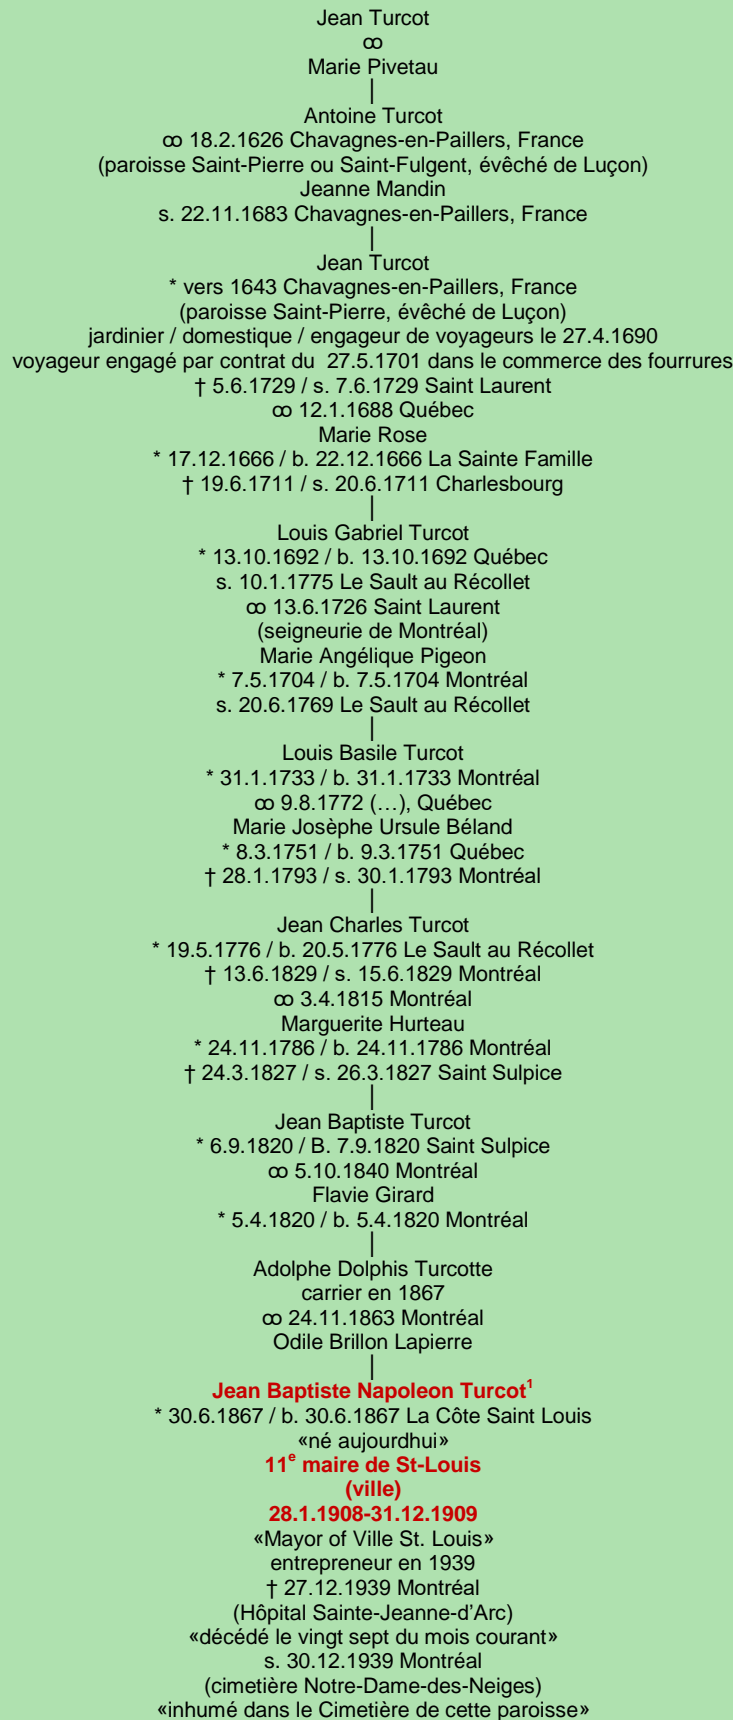 Jean Turcot
ꝏ
Marie Pivetau
|
Antoine Turcot
ꝏ 18.2.1626 Chavagnes-en-Paillers, France
(paroisse Saint-Pierre ou Saint-Fulgent, évêché de Luçon)
Jeanne Mandin
s. 22.11.1683 Chavagnes-en-Paillers, France
|
Jean Turcot
* vers 1643 Chavagnes-en-Paillers, France
(paroisse Saint-Pierre, évêché de Luçon)
jardinier / domestique / engageur de voyageurs le 27.4.1690
voyageur engagé par contrat du 27.5.1701 dans le commerce des fourrures
† 5.6.1729 / s. 7.6.1729 Saint Laurent
ꝏ 12.1.1688 Québec
Marie Rose
* 17.12.1666 / b. 22.12.1666 La Sainte Famille
† 19.6.1711 / s. 20.6.1711 Charlesbourg
|
Louis Gabriel Turcot
* 13.10.1692 / b. 13.10.1692 Québec
s. 10.1.1775 Le Sault au Récollet
ꝏ 13.6.1726 Saint Laurent
(seigneurie de Montréal)
Marie Angélique Pigeon
* 7.5.1704 / b. 7.5.1704 Montréal
s. 20.6.1769 Le Sault au Récollet
|
Louis Basile Turcot
* 31.1.1733 / b. 31.1.1733 Montréal
ꝏ 9.8.1772 (…), Québec
Marie Josèphe Ursule Béland
* 8.3.1751 / b. 9.3.1751 Québec
† 28.1.1793 / s. 30.1.1793 Montréal
|
Jean Charles Turcot
* 19.5.1776 / b. 20.5.1776 Le Sault au Récollet
† 13.6.1829 / s. 15.6.1829 Montréal
ꝏ 3.4.1815 Montréal
Marguerite Hurteau
* 24.11.1786 / b. 24.11.1786 Montréal
† 24.3.1827 / s. 26.3.1827 Saint Sulpice
|
Jean Baptiste Turcot
* 6.9.1820 / B. 7.9.1820 Saint Sulpice
ꝏ 5.10.1840 Montréal
Flavie Girard
* 5.4.1820 / b. 5.4.1820 Montréal
|
Adolphe Dolphis Turcotte
carrier en 1867
ꝏ 24.11.1863 Montréal
Odile Brillon Lapierre
|
Jean Baptiste Napoleon Turcot¹
* 30.6.1867 / b. 30.6.1867 La Côte Saint Louis
«né aujourdhui»
11ᵉ maire de St-Louis
(ville)
28.1.1908-31.12.1909
«Mayor of Ville St. Louis»
entrepreneur en 1939
† 27.12.1939 Montréal
(Hôpital Sainte-Jeanne-d’Arc)
«décédé le vingt sept du mois courant»
s. 30.12.1939 Montréal
(cimetière Notre-Dame-des-Neiges)
«inhumé dans le Cimetière de cette paroisse»